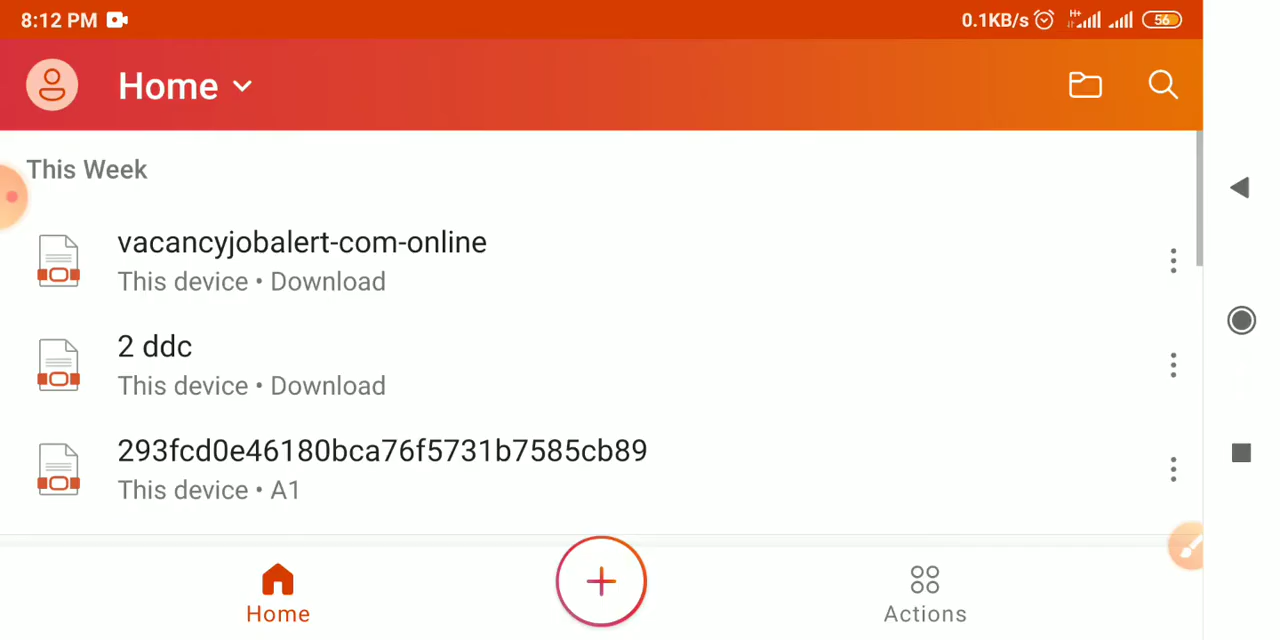 8:12 PM 0.1KB/s H+ 56
Home
This Week
vacancyjobalert-com-online
This device • Download
2 ddc
This device • Download
293fcd0e46180bca76f5731b7585cb89
This device • A1
Home Actions